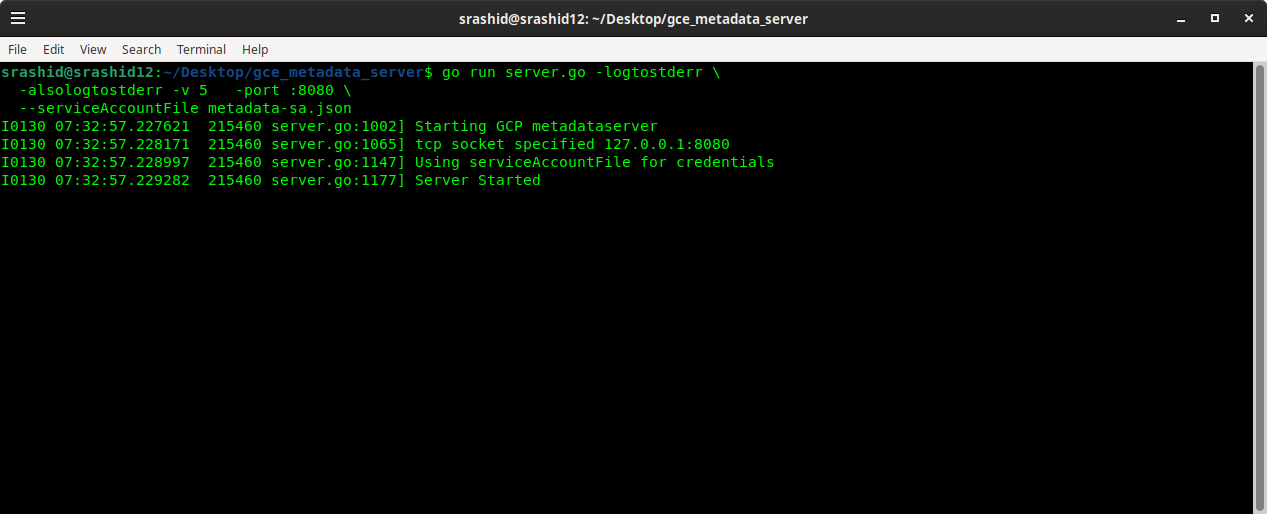 srashid@srashid12: ~/Desktop/gce_metadata_server
File Edit View Search Terminal Help
srashid@srashid12:~/Desktop/gce_metadata_server$ go run server.go -logtostderr \
  -alsologtostderr -v 5   -port :8080 \
  --serviceAccountFile metadata-sa.json
I0130 07:32:57.227621  215460 server.go:1002] Starting GCP metadataserver
I0130 07:32:57.228171  215460 server.go:1065] tcp socket specified 127.0.0.1:8080
I0130 07:32:57.228997  215460 server.go:1147] Using serviceAccountFile for credentials
I0130 07:32:57.229282  215460 server.go:1177] Server Started